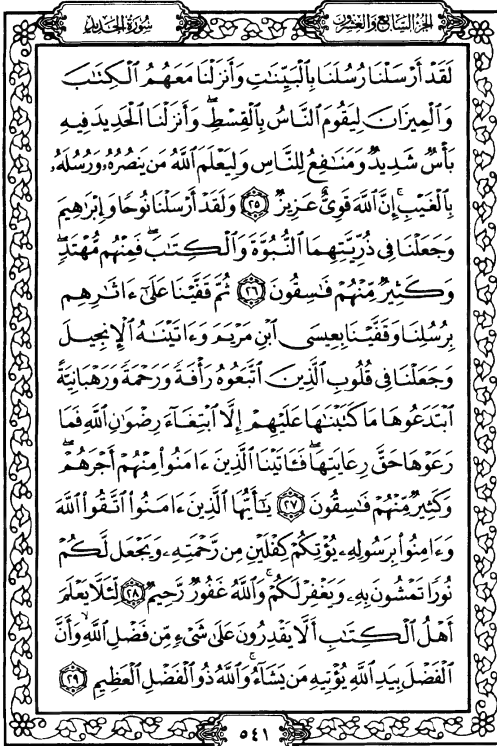 الجزء السابع والعشرون
سورة الحديد
لَقَدْ أَرْسَلْنَا رُسُلَنَا بِٱلْبَيِّنَٰتِ وَأَنزَلْنَا مَعَهُمُ ٱلْكِتَٰبَ
وَٱلْمِيزَانَ لِيَقُومَ ٱلنَّاسُ بِٱلْقِسْطِۖ وَأَنزَلْنَا ٱلْحَدِيدَ فِيهِ
بَأْسٌ شَدِيدٌ وَمَنَٰفِعُ لِلنَّاسِ وَلِيَعْلَمَ ٱللَّهُ مَن يَنصُرُهُۥ وَرُسُلَهُۥ
بِٱلْغَيْبِۚ إِنَّ ٱللَّهَ قَوِيٌّ عَزِيزٌ ٢٥ وَلَقَدْ أَرْسَلْنَا نُوحًا وَإِبْرَٰهِيمَ
وَجَعَلْنَا فِي ذُرِّيَّتِهِمَا ٱلنُّبُوَّةَ وَٱلْكِتَٰبَۖ فَمِنْهُم مُّهْتَدٍۖ
وَكَثِيرٌ مِّنْهُمْ فَٰسِقُونَ ٢٦ ثُمَّ قَفَّيْنَا عَلَىٰٓ ءَاثَٰرِهِم
بِرُسُلِنَا وَقَفَّيْنَا بِعِيسَى ٱبْنِ مَرْيَمَ وَءَاتَيْنَٰهُ ٱلْإِنجِيلَ
وَجَعَلْنَا فِي قُلُوبِ ٱلَّذِينَ ٱتَّبَعُوهُ رَأْفَةً وَرَحْمَةً وَرَهْبَانِيَّةً
ٱبْتَدَعُوهَا مَا كَتَبْنَٰهَا عَلَيْهِمْ إِلَّا ٱبْتِغَآءَ رِضْوَٰنِ ٱللَّهِ فَمَا
رَعَوْهَا حَقَّ رِعَايَتِهَاۖ فَـَٔاتَيْنَا ٱلَّذِينَ ءَامَنُوا۟ مِنْهُمْ أَجْرَهُمْۖ
وَكَثِيرٌ مِّنْهُمْ فَٰسِقُونَ ٢٧ يَٰٓأَيُّهَا ٱلَّذِينَ ءَامَنُوا۟ ٱتَّقُوا۟ ٱللَّهَ
وَءَامِنُوا۟ بِرَسُولِهِۦ يُؤْتِكُمْ كِفْلَيْنِ مِن رَّحْمَتِهِۦ وَيَجْعَل لَّكُمْ
نُورًا تَمْشُونَ بِهِۦ وَيَغْفِرْ لَكُمْۚ وَٱللَّهُ غَفُورٌ رَّحِيمٌ ٢٨ لِّئَلَّا يَعْلَمَ
أَهْلُ ٱلْكِتَٰبِ أَلَّا يَقْدِرُونَ عَلَىٰ شَيْءٍ مِّن فَضْلِ ٱللَّهِۙ وَأَنَّ
ٱلْفَضْلَ بِيَدِ ٱللَّهِ يُؤْتِيهِ مَن يَشَآءُۚ وَٱللَّهُ ذُو ٱلْفَضْلِ ٱلْعَظِيمِ ٢٩
٥٤١